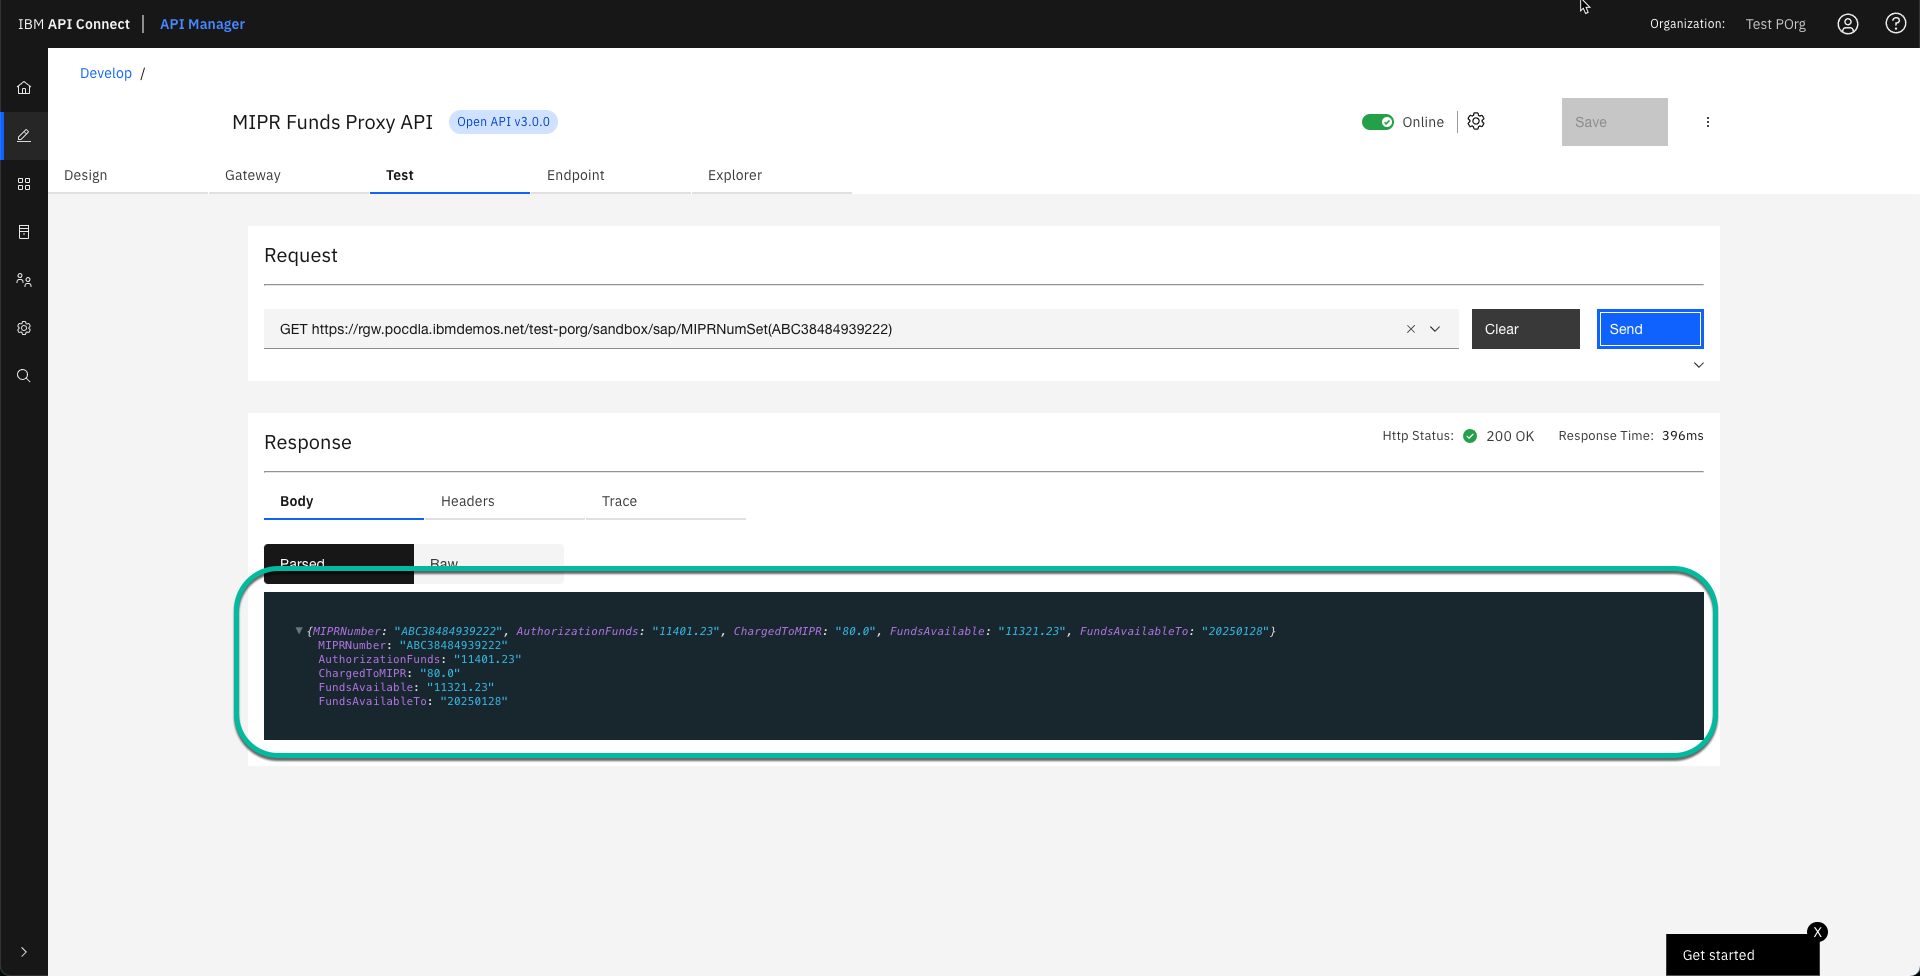 IBM API Connect | API Manager
Organization: Test POrg
Develop /
MIPR Funds Proxy API Open API v3.0.0
Online
Save
Design Gateway Test Endpoint Explorer
Request
GET https://rgw.pocdla.ibmdemos.net/test-porg/sandbox/sap/MIPRNumSet(ABC38484939222)
Clear
Send
Response
Http Status: 200 OK Response Time: 396ms
Body Headers Trace
Parsed Raw
{MIPRNumber: "ABC38484939222", AuthorizationFunds: "11401.23", ChargedToMIPR: "80.0", FundsAvailable: "11321.23", FundsAvailableTo: "20250128"}
MIPRNumber: "ABC38484939222"
AuthorizationFunds: "11401.23"
ChargedToMIPR: "80.0"
FundsAvailable: "11321.23"
FundsAvailableTo: "20250128"
X
Get started